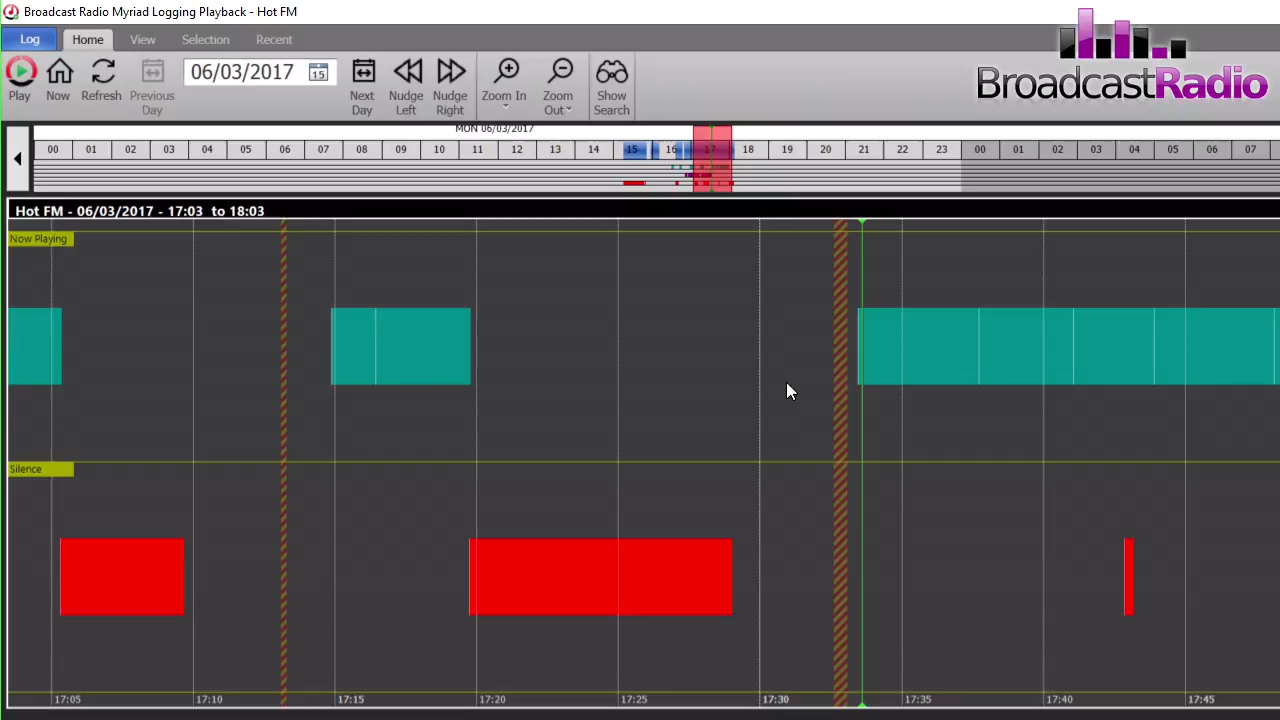 Broadcast Radio Myriad Logging Playback - Hot FM
Log Home View Selection Recent
BroadcastRadio
06/03/2017 15
Play Now Refresh Previous Day Next Day Nudge Left Nudge Right Zoom In Zoom Out Show Search
MON 06/03/2017
00 01 02 03 04 05 06 07 08 09 10 11 12 13 14 15 16 17 18 19 20 21 22 23 00 01 02 03 04 05 06 07
Hot FM - 06/03/2017 - 17:03 to 18:03
Now Playing
Silence
17:05 17:10 17:15 17:20 17:25 17:30 17:35 17:40 17:45